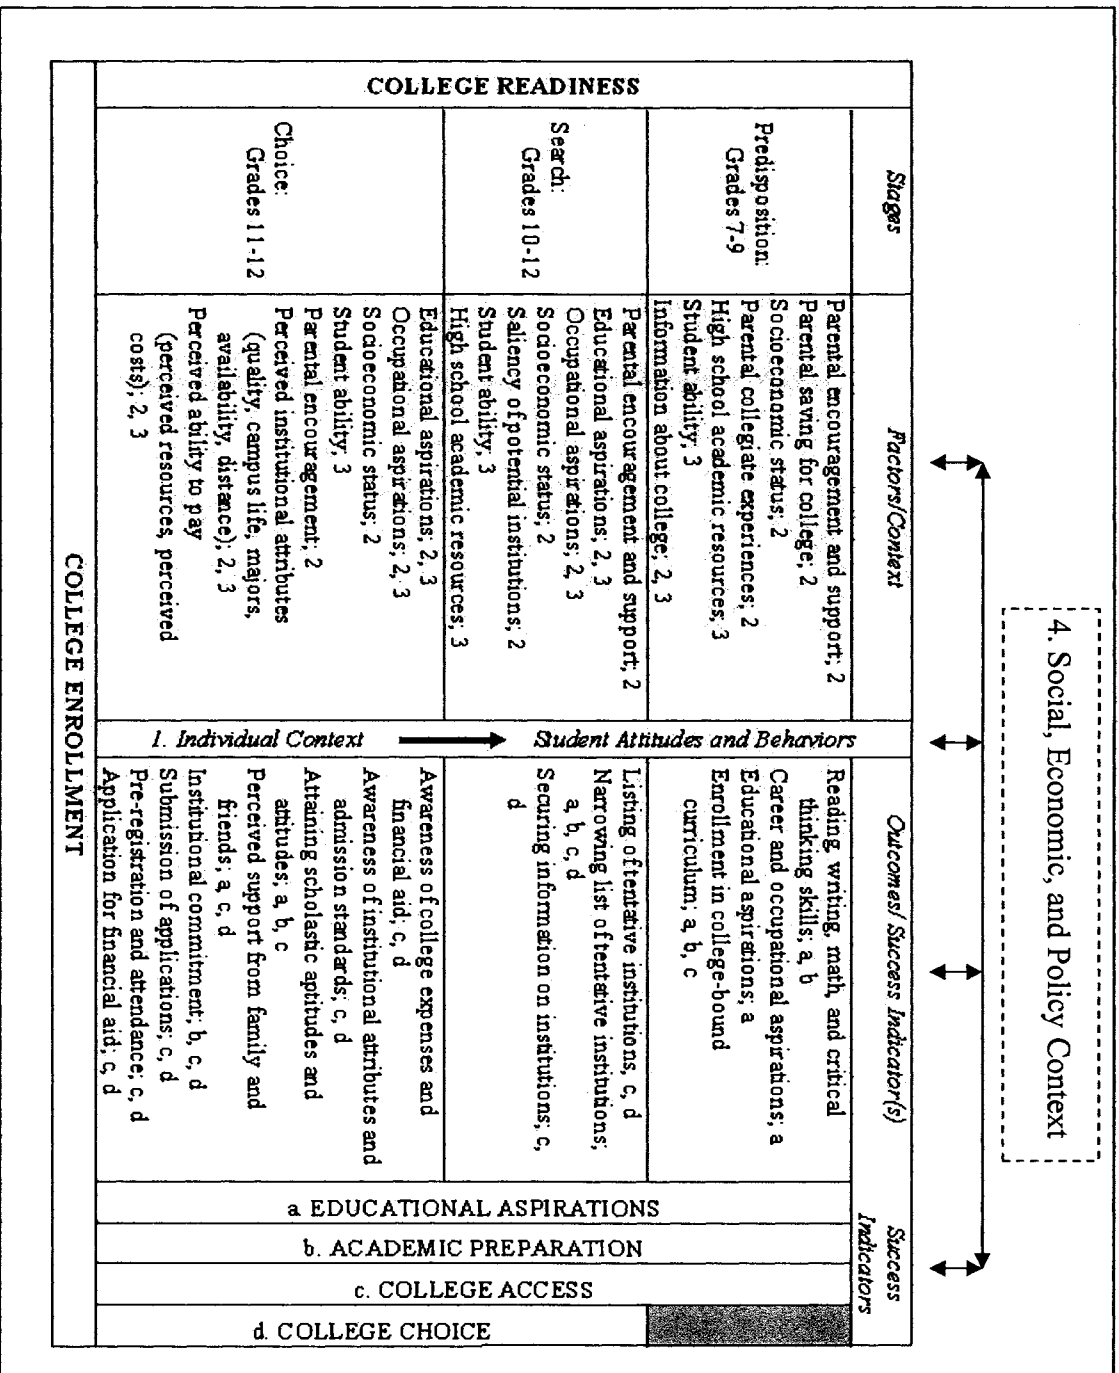 4. Social, Economic, and Policy Context
Stages
Factors/Context
Outcomes/ Success Indicator(s)
Success
Indicators
COLLEGE READINESS
Predisposition:
Grades 7-9
Parental encouragement and support; 2
Parental saving for college; 2
Socioeconomic status; 2
Parental collegiate experiences; 2
High school academic resources; 3
Student ability; 3
Information about college; 2, 3
Reading, writing, math, and critical
thinking skills; a, b
Career and occupational aspirations; a
Educational aspirations; a
Enrollment in college-bound
curriculum; a, b, c
Search:
Grades 10-12
Parental encouragement and support; 2
Educational aspirations; 2, 3
Occupational aspirations; 2, 3
Socioeconomic status; 2
Saliency of potential institutions; 2
Student ability; 3
High school academic resources; 3
Listing of tentative institutions, c, d
Narrowing list of tentative institutions;
a, b, c, d
Securing information on institutions; c,
d
Choice:
Grades 11-12
Educational aspirations; 2, 3
Occupational aspirations; 2, 3
Socioeconomic status; 2
Student ability; 3
Parental encouragement; 2
Perceived institutional attributes
(quality, campus life, majors,
availability, distance); 2, 3
Perceived ability to pay
(perceived resources, perceived
costs); 2, 3
Awareness of college expenses and
financial aid; c, d
Awareness of institutional attributes and
admission standards; c, d
Attaining scholastic aptitudes and
attitudes; a, b, c
Perceived support from family and
friends; a, c, d
Institutional commitment; b, c, d
Submission of applications; c, d
Pre-registration and attendance; c, d
Application for financial aid; c, d
1. Individual Context
Student Attitudes and Behaviors
a. EDUCATIONAL ASPIRATIONS
b. ACADEMIC PREPARATION
c. COLLEGE ACCESS
d. COLLEGE CHOICE
COLLEGE ENROLLMENT